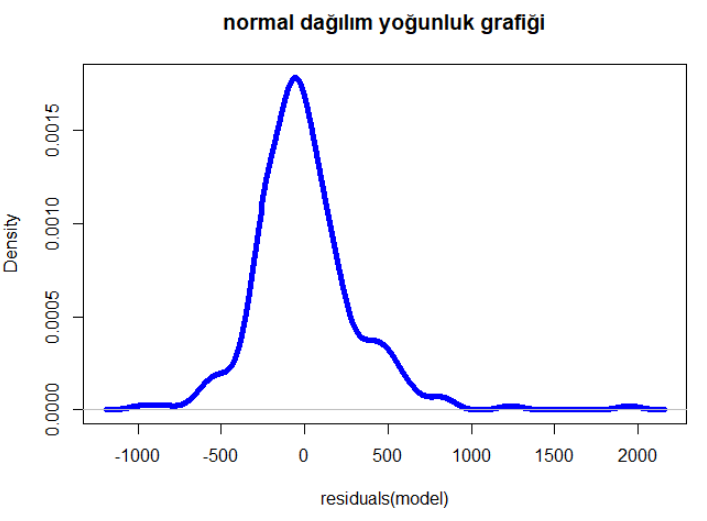 normal dağılım yoğunluk grafiği
Density
0.0015
0.0010
0.0005
0.0000
-1000 -500 0 500 1000 1500 2000
residuals(model)